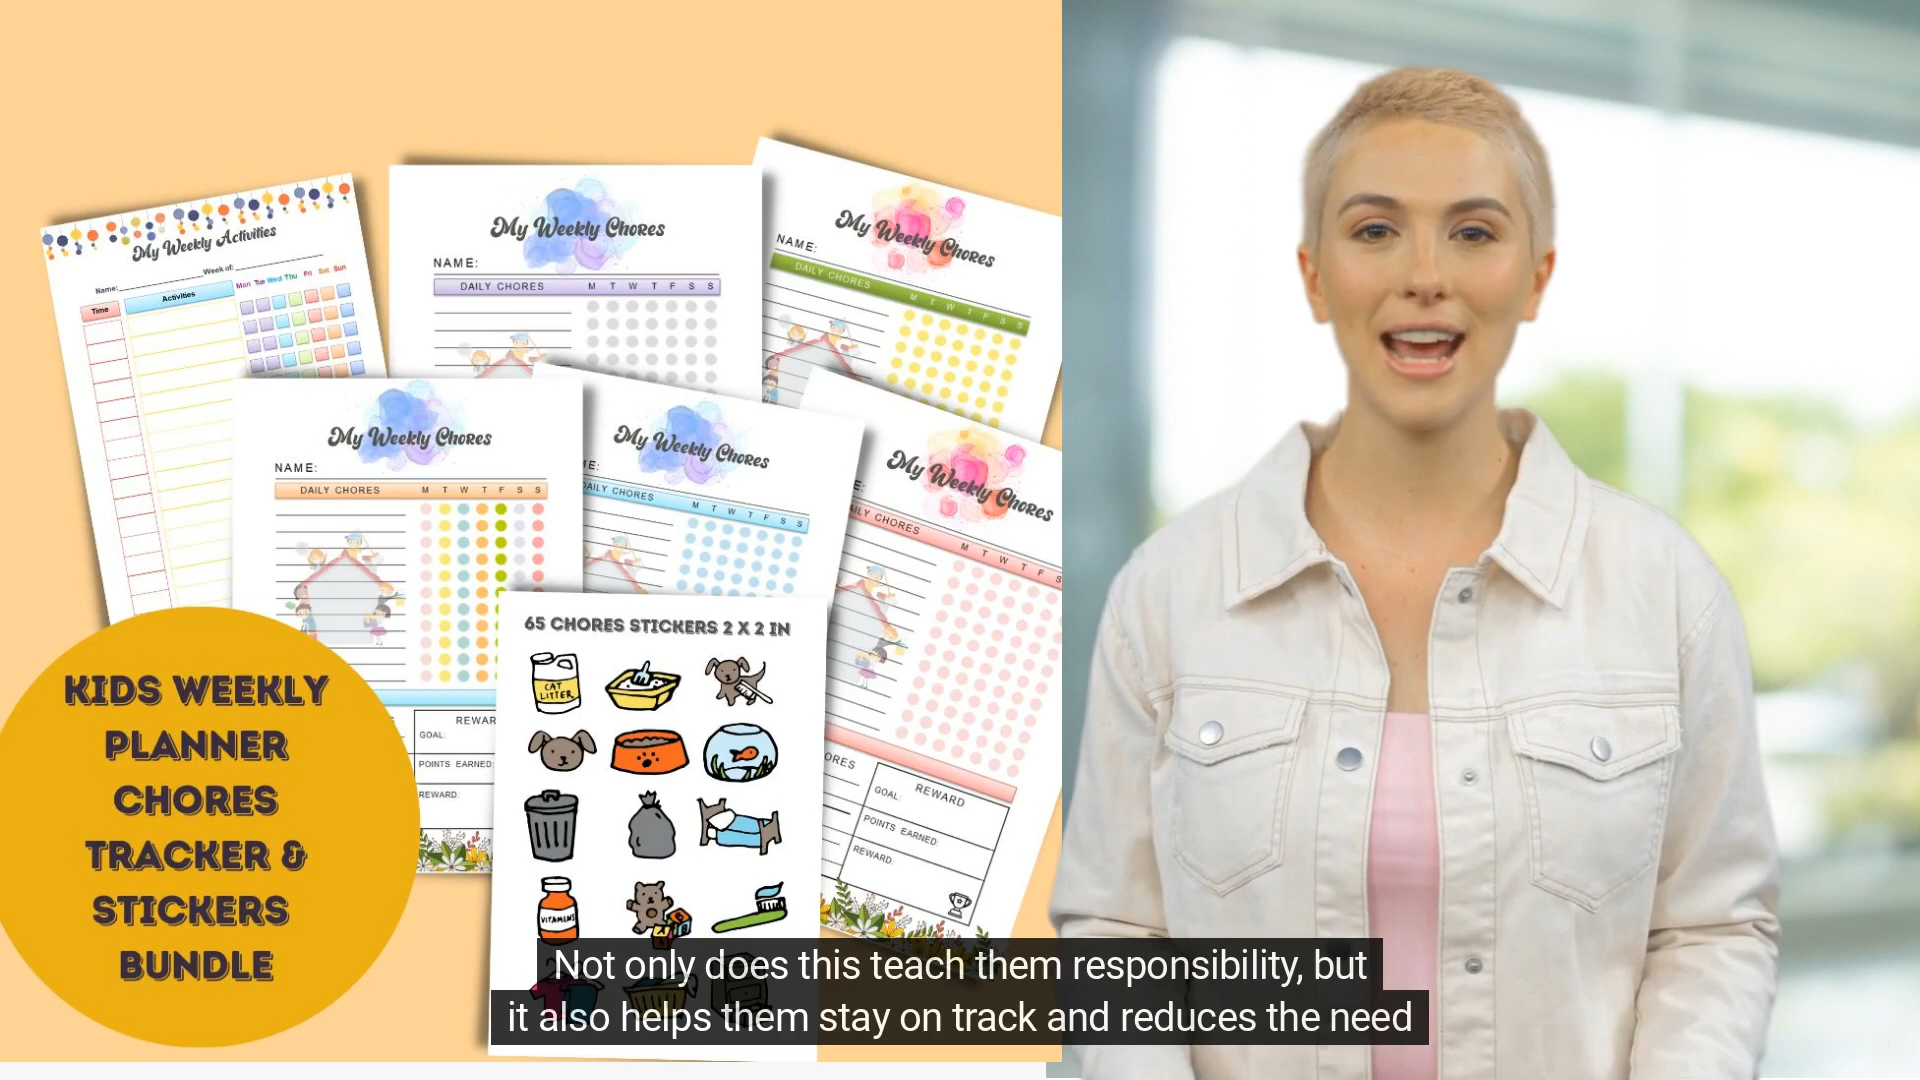 My Weekly Activities
Name: Week of:
Time Activities Mon Tue Wed Thu Fri Sat Sun
My Weekly Chores
NAME:
DAILY CHORES M T W T F S S
My Weekly Chores
NAME:
DAILY CHORES M T W T F S S
My Weekly Chores
NAME:
DAILY CHORES M T W T F S S
REWAR
GOAL:
POINTS EARNED:
REWARD:
My Weekly Chores
E:
DAILY CHORES M T W T F S S
My Weekly Chores
E:
AILY CHORES M T W T F S
ORES
REWARD
GOAL:
POINTS EARNED:
REWARD:
65 CHORES STICKERS 2 X 2 IN
CAT
LITTER
VITAMINS
KIDS WEEKLY
PLANNER
CHORES
TRACKER &
STICKERS
BUNDLE
Not only does this teach them responsibility, but
it also helps them stay on track and reduces the need